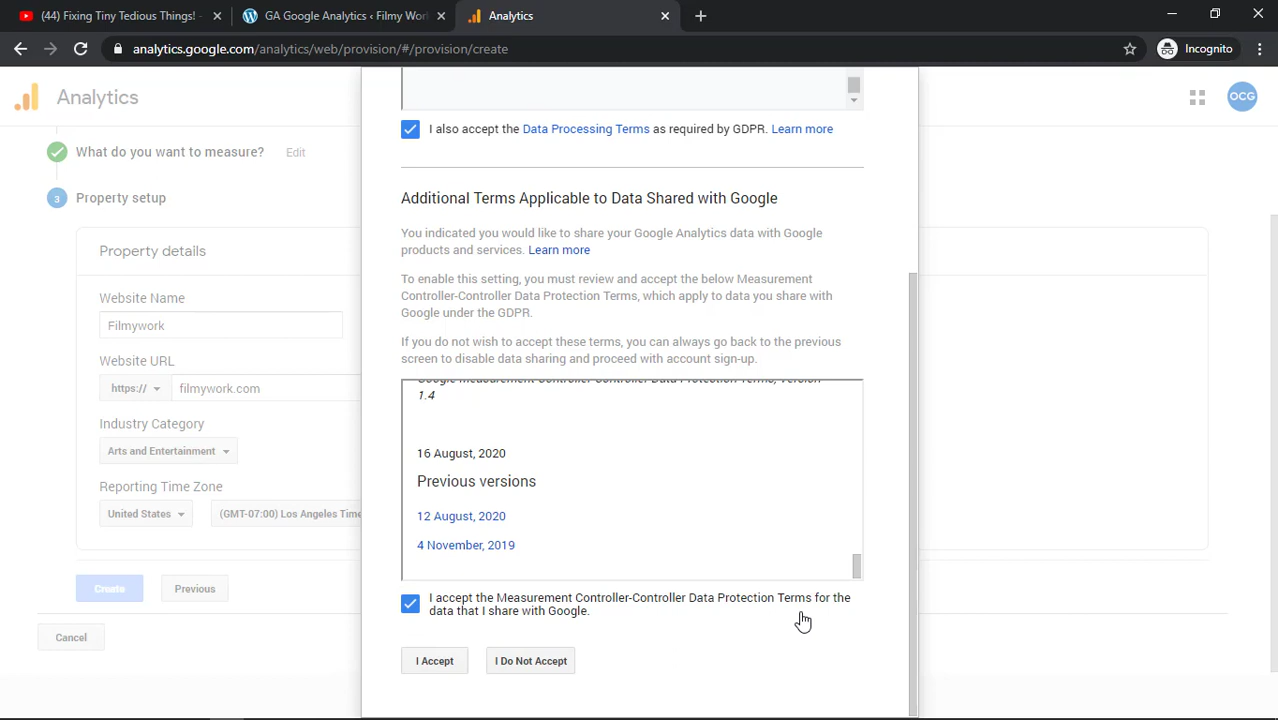 (44) Fixing Tiny Tedious Things! -
GA Google Analytics ‹ Filmy Work
Analytics
analytics.google.com/analytics/web/provision/#/provision/create
Incognito
Analytics
OCG
I also accept the Data Processing Terms as required by GDPR. Learn more
What do you want to measure? Edit
3 Property setup
Additional Terms Applicable to Data Shared with Google
You indicated you would like to share your Google Analytics data with Google
products and services. Learn more
To enable this setting, you must review and accept the below Measurement
Controller-Controller Data Protection Terms, which apply to data you share with
Google under the GDPR.
If you do not wish to accept these terms, you can always go back to the previous
screen to disable data sharing and proceed with account sign-up.
Property details
Website Name
Filmywork
Website URL
https:// filmywork.com
Industry Category
Arts and Entertainment
Reporting Time Zone
United States (GMT-07:00) Los Angeles Time
Google Measurement Controller-Controller Data Protection Terms, Version
1.4
16 August, 2020
Previous versions
12 August, 2020
4 November, 2019
I accept the Measurement Controller-Controller Data Protection Terms for the
data that I share with Google.
I Accept I Do Not Accept
Create Previous
Cancel